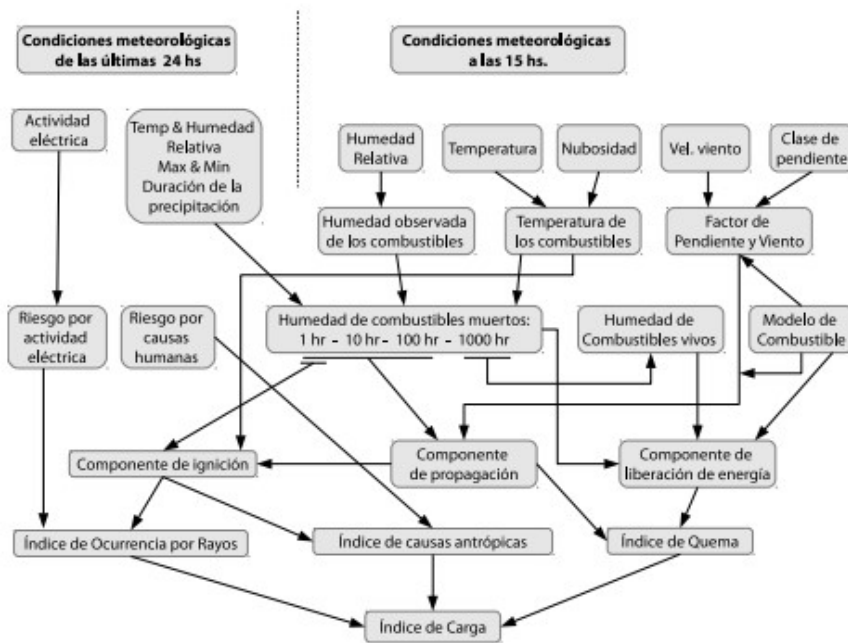 Condiciones meteorológicas
de las últimas 24 hs
Condiciones meteorológicas
a las 15 hs.
Actividad
eléctrica
Temp & Humedad
Relativa
Max & Min
Duración de la
precipitación
Humedad
Relativa
Temperatura
Nubosidad
Vel. viento
Clase de
pendiente
Humedad observada
de los combustibles
Temperatura de
los combustibles
Factor de
Pendiente y Viento
Riesgo por
actividad
eléctrica
Riesgo por
causas
humanas
Humedad de combustibles muertos:
1 hr - 10 hr - 100 hr - 1000 hr
Humedad de
Combustibles vivos
Modelo de
Combustible
Componente de ignición
Componente
de propagación
Componente de
liberación de energía
Índice de Ocurrencia por Rayos
Índice de causas antrópicas
Índice de Quema
Índice de Carga